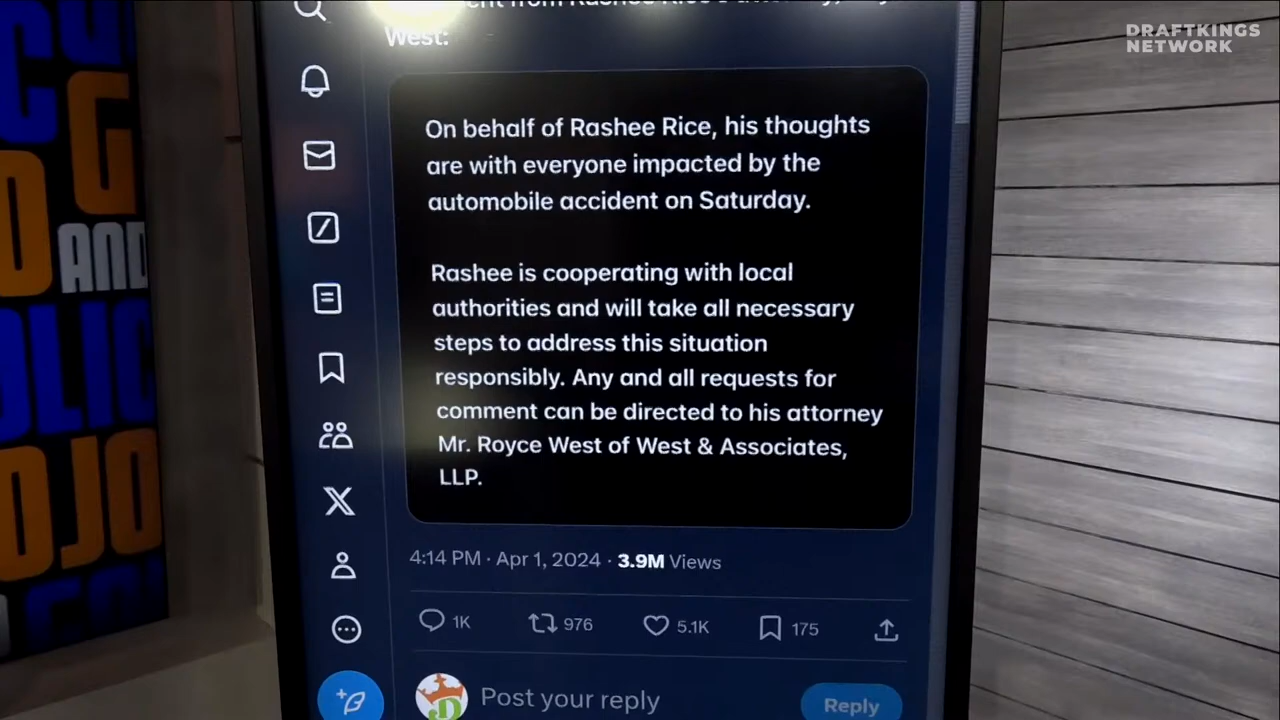 DRAFTKINGS
NETWORK
West:
On behalf of Rashee Rice, his thoughts
are with everyone impacted by the
automobile accident on Saturday.
Rashee is cooperating with local
authorities and will take all necessary
steps to address this situation
responsibly. Any and all requests for
comment can be directed to his attorney
Mr. Royce West of West & Associates,
LLP.
4:14 PM · Apr 1, 2024 · 3.9M Views
1K 976 5.1K 175
Post your reply
Reply
AND